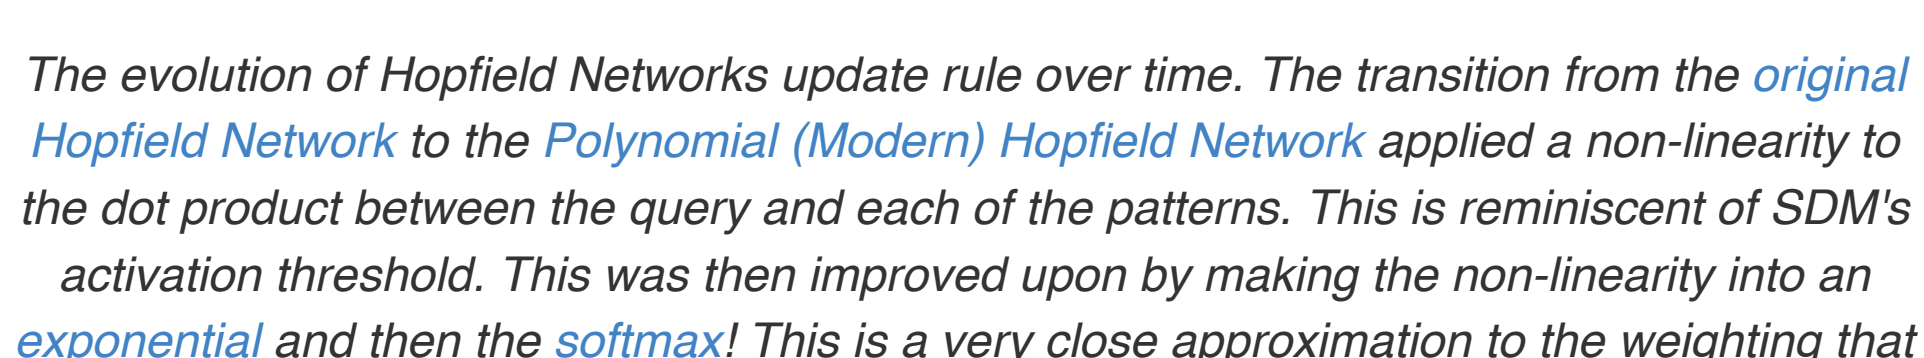 The evolution of Hopfield Networks update rule over time. The transition from the original
Hopfield Network to the Polynomial (Modern) Hopfield Network applied a non-linearity to
the dot product between the query and each of the patterns. This is reminiscent of SDM's
activation threshold. This was then improved upon by making the non-linearity into an
exponential and then the softmax! This is a very close approximation to the weighting that